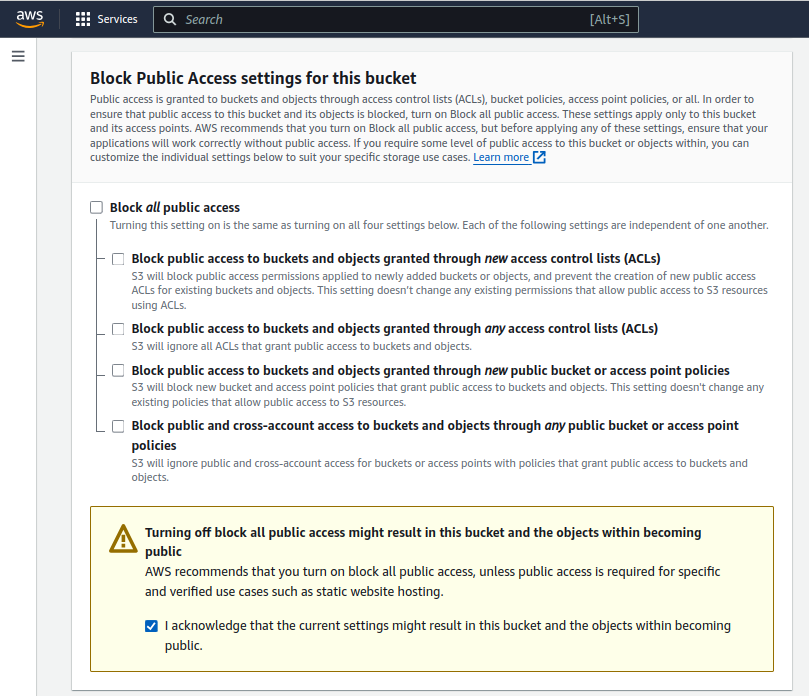 aws
Services
Search
[Alt+S]
Block Public Access settings for this bucket
Public access is granted to buckets and objects through access control lists (ACLs), bucket policies, access point policies, or all. In order to
ensure that public access to this bucket and its objects is blocked, turn on Block all public access. These settings apply only to this bucket
and its access points. AWS recommends that you turn on Block all public access, but before applying any of these settings, ensure that your
applications will work correctly without public access. If you require some level of public access to this bucket or objects within, you can
customize the individual settings below to suit your specific storage use cases. Learn more
Block all public access
Turning this setting on is the same as turning on all four settings below. Each of the following settings are independent of one another.
Block public access to buckets and objects granted through new access control lists (ACLs)
S3 will block public access permissions applied to newly added buckets or objects, and prevent the creation of new public access
ACLs for existing buckets and objects. This setting doesn't change any existing permissions that allow public access to S3 resources
using ACLs.
Block public access to buckets and objects granted through any access control lists (ACLs)
S3 will ignore all ACLs that grant public access to buckets and objects.
Block public access to buckets and objects granted through new public bucket or access point policies
S3 will block new bucket and access point policies that grant public access to buckets and objects. This setting doesn't change any
existing policies that allow public access to S3 resources.
Block public and cross-account access to buckets and objects through any public bucket or access point
policies
S3 will ignore public and cross-account access for buckets or access points with policies that grant public access to buckets and
objects.
Turning off block all public access might result in this bucket and the objects within becoming
public
AWS recommends that you turn on block all public access, unless public access is required for specific
and verified use cases such as static website hosting.
I acknowledge that the current settings might result in this bucket and the objects within becoming
public.